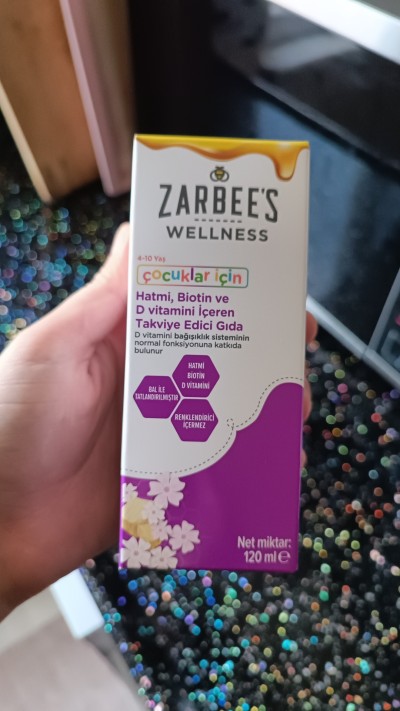 ZARBEE'S
WELLNESS
4-10 Yaş
çocuklar için
Hatmi, Biotin ve
D vitamini İçeren
Takviye Edici Gıda
D vitamini bağışıklık sisteminin
normal fonksiyonuna katkıda
bulunur
HATMİ
BİOTİN
D VİTAMİNİ
BAL İLE
TATLANDIRILMIŞTIR
RENKLENDİRİCİ
İÇERMEZ
Net miktar:
120 ml ℮